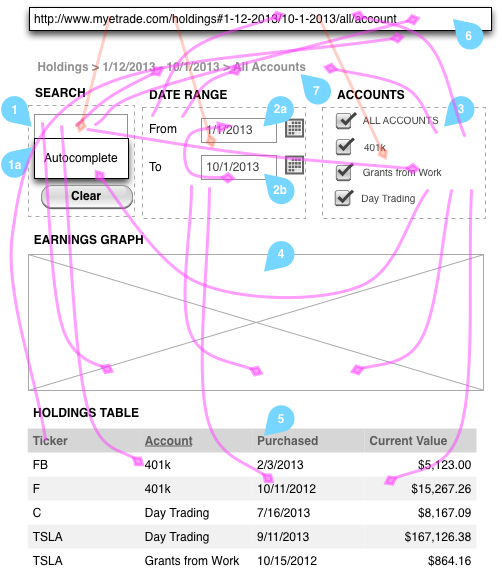 http://www.myetrade.com/holdings#1-12-2013/10-1-2013/all/account
6
Holdings > 1/12/2013 - 10/1/2013 > All Accounts
7
SEARCH
DATE RANGE
ACCOUNTS
1
2a
3
From
1/1/2013
ALL ACCOUNTS
401k
1a
Autocomplete
To
10/1/2013
Grants from Work
2b
Clear
Day Trading
EARNINGS GRAPH
4
HOLDINGS TABLE
5
Ticker Account Purchased Current Value
FB 401k 2/3/2013 $5,123.00
F 401k 10/11/2012 $15,267.26
C Day Trading 7/16/2013 $8,167.09
TSLA Day Trading 9/11/2013 $167,126.38
TSLA Grants from Work 10/15/2012 $864.16